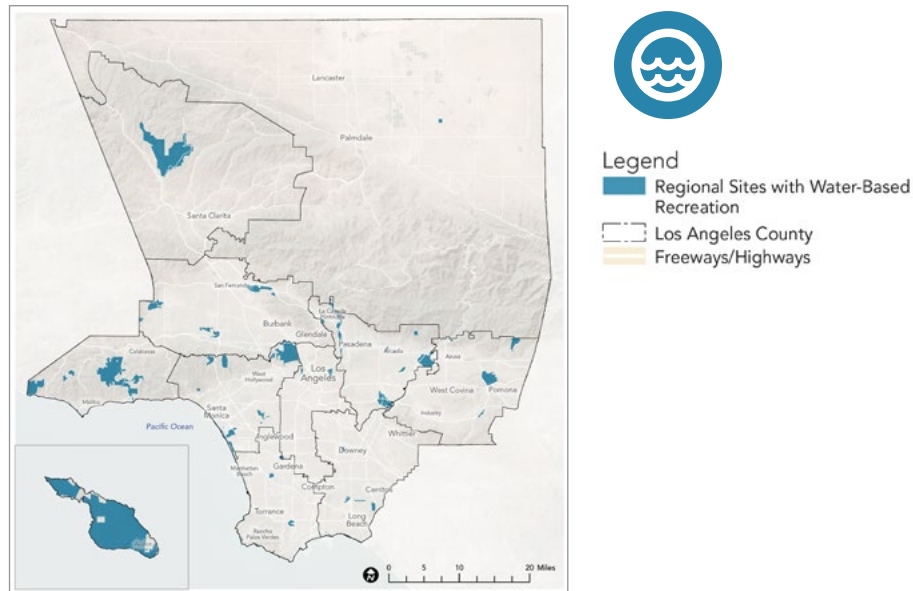 Lancaster
Palmdale
Santa Clarita
San Fernando
Burbank
Glendale
La Cañada
Flintridge
Pasadena
Arcadia
Azusa
Calabasas
West
Hollywood
Los
Angeles
West Covina
Pomona
Malibu
Santa
Monica
Industry
Pacific Ocean
Inglewood
Whittier
Downey
Manhattan
Beach
Gardena
Compton
Cerritos
Torrance
Long
Beach
Rancho
Palos Verdes
N
0 5 10 20 Miles
Legend
Regional Sites with Water-Based
Recreation
Los Angeles County
Freeways/Highways